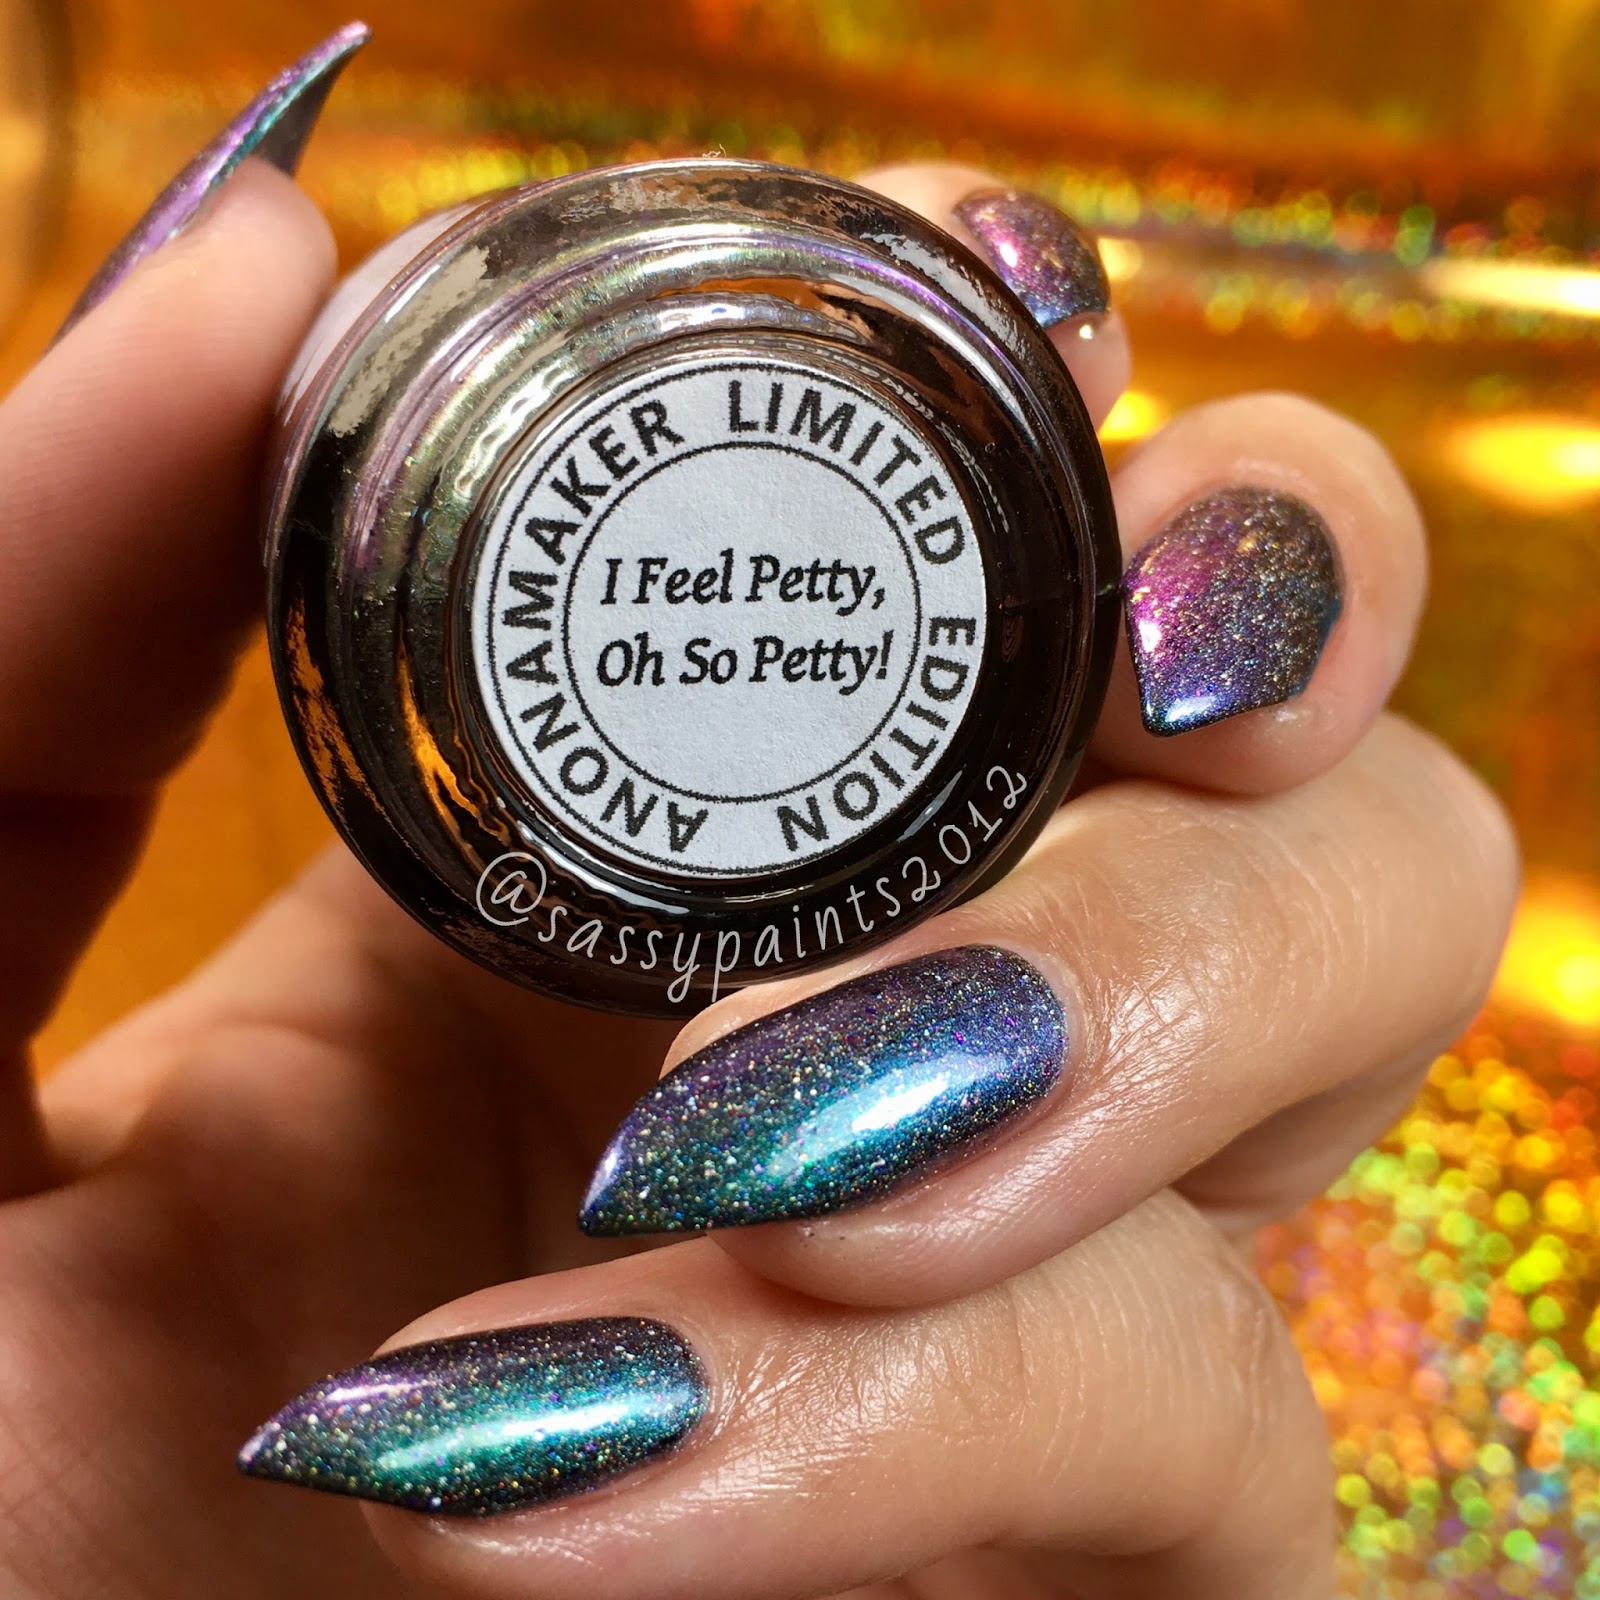 ANONAMAKER LIMITED EDITION
I Feel Petty,
Oh So Petty!
@sassypaints2012